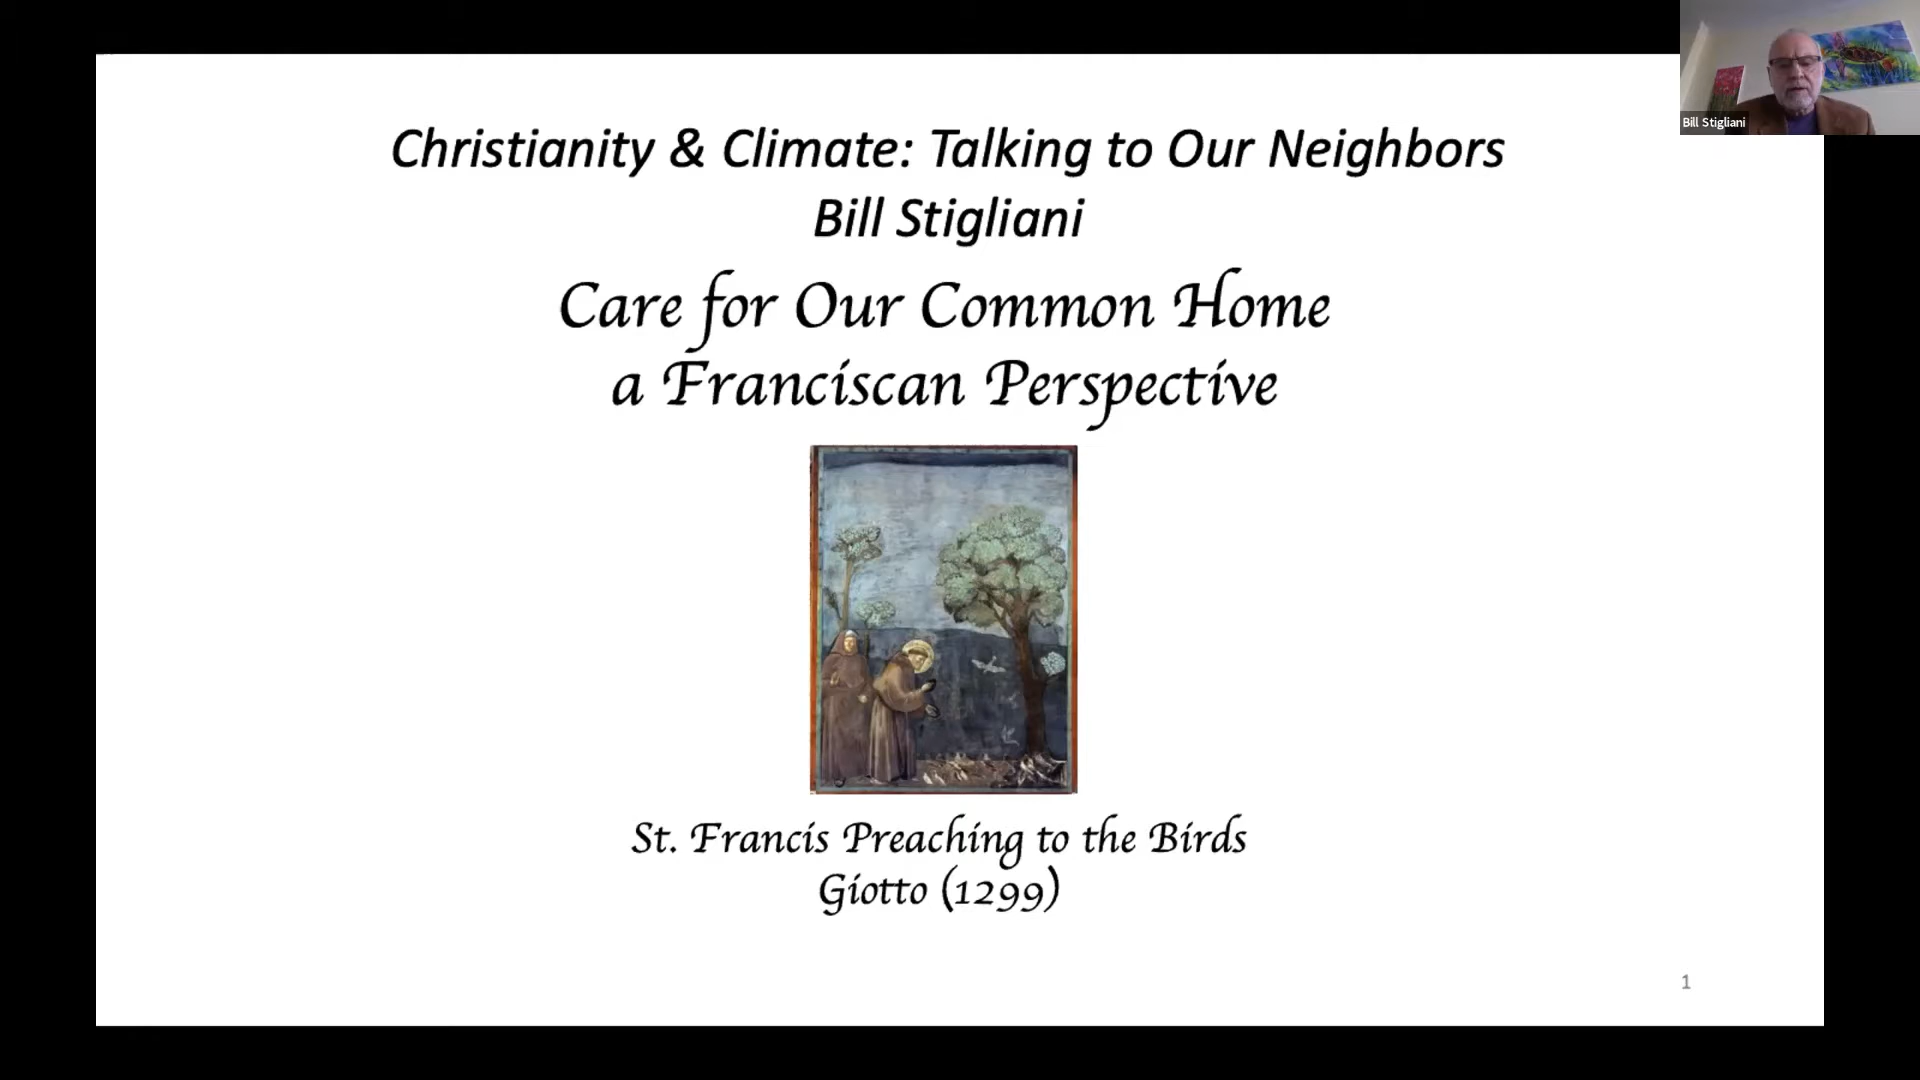 Christianity & Climate: Talking to Our Neighbors
Bill Stigliani
Care for Our Common Home
a Franciscan Perspective
St. Francis Preaching to the Birds
Giotto (1299)
1
Bill Stigliani